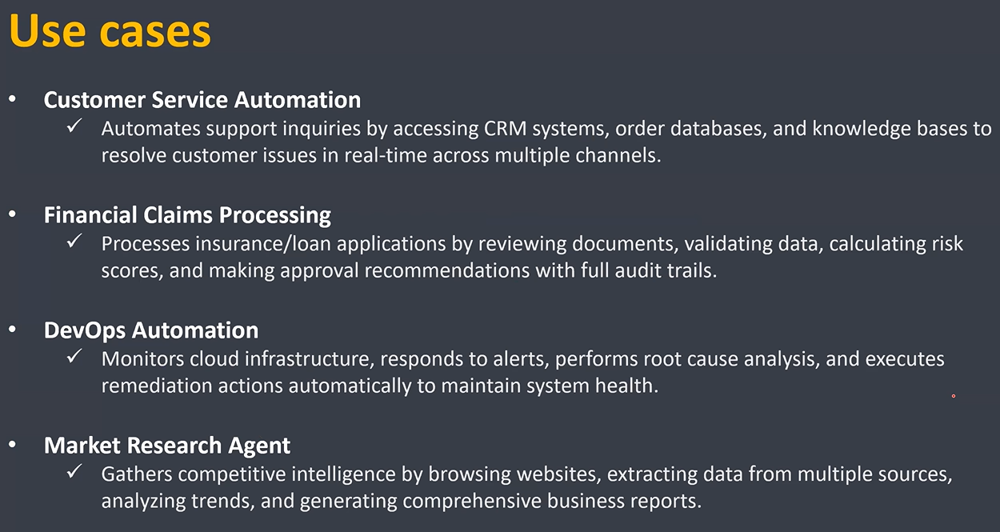 Use cases
• Customer Service Automation
✓ Automates support inquiries by accessing CRM systems, order databases, and knowledge bases to
resolve customer issues in real-time across multiple channels.
• Financial Claims Processing
✓ Processes insurance/loan applications by reviewing documents, validating data, calculating risk
scores, and making approval recommendations with full audit trails.
• DevOps Automation
✓ Monitors cloud infrastructure, responds to alerts, performs root cause analysis, and executes
remediation actions automatically to maintain system health.
• Market Research Agent
✓ Gathers competitive intelligence by browsing websites, extracting data from multiple sources,
analyzing trends, and generating comprehensive business reports.